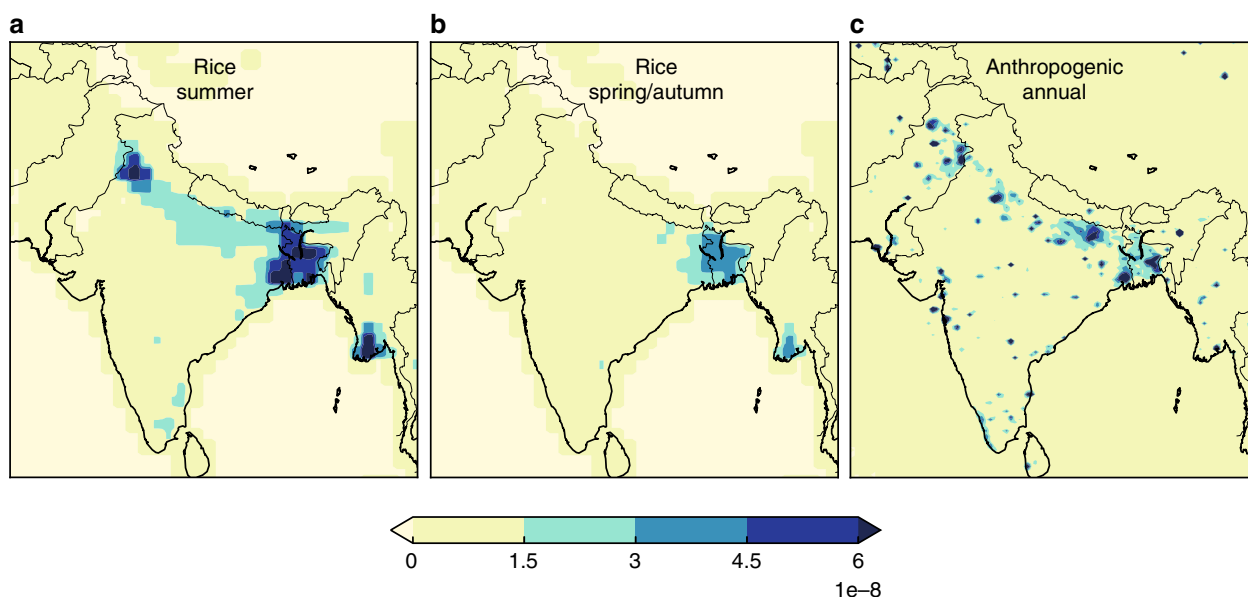 a
Rice
summer
b
Rice
spring/autumn
c
Anthropogenic
annual
0 1.5 3 4.5 6
1e–8